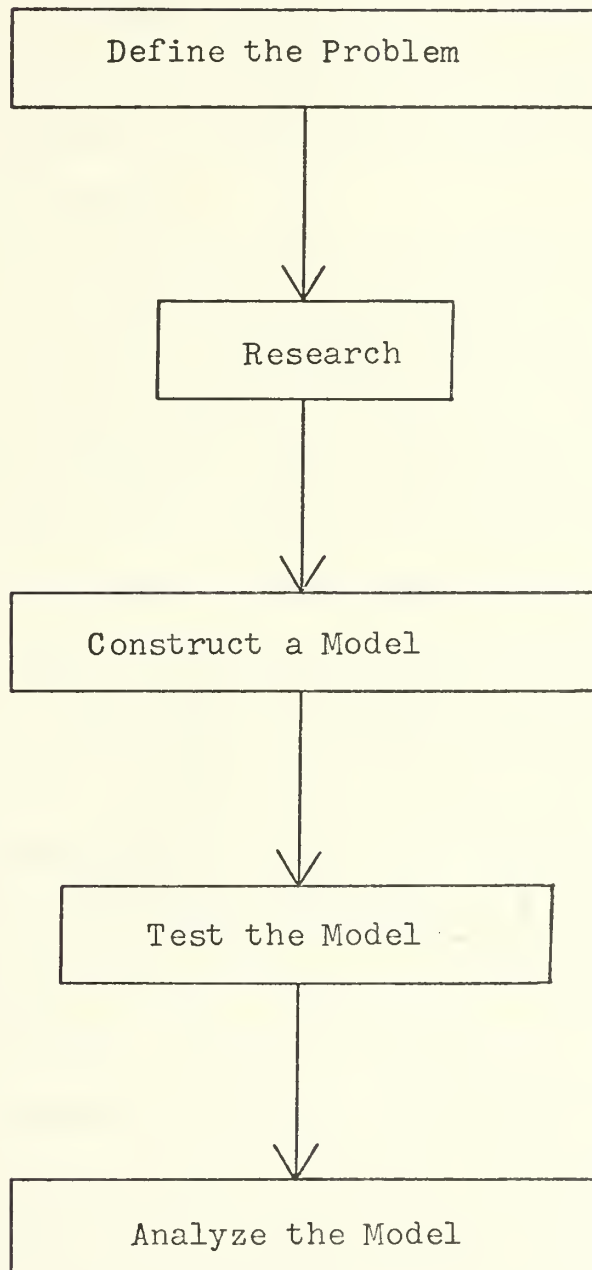 Define the Problem
Research
Construct a Model
Test the Model
Analyze the Model